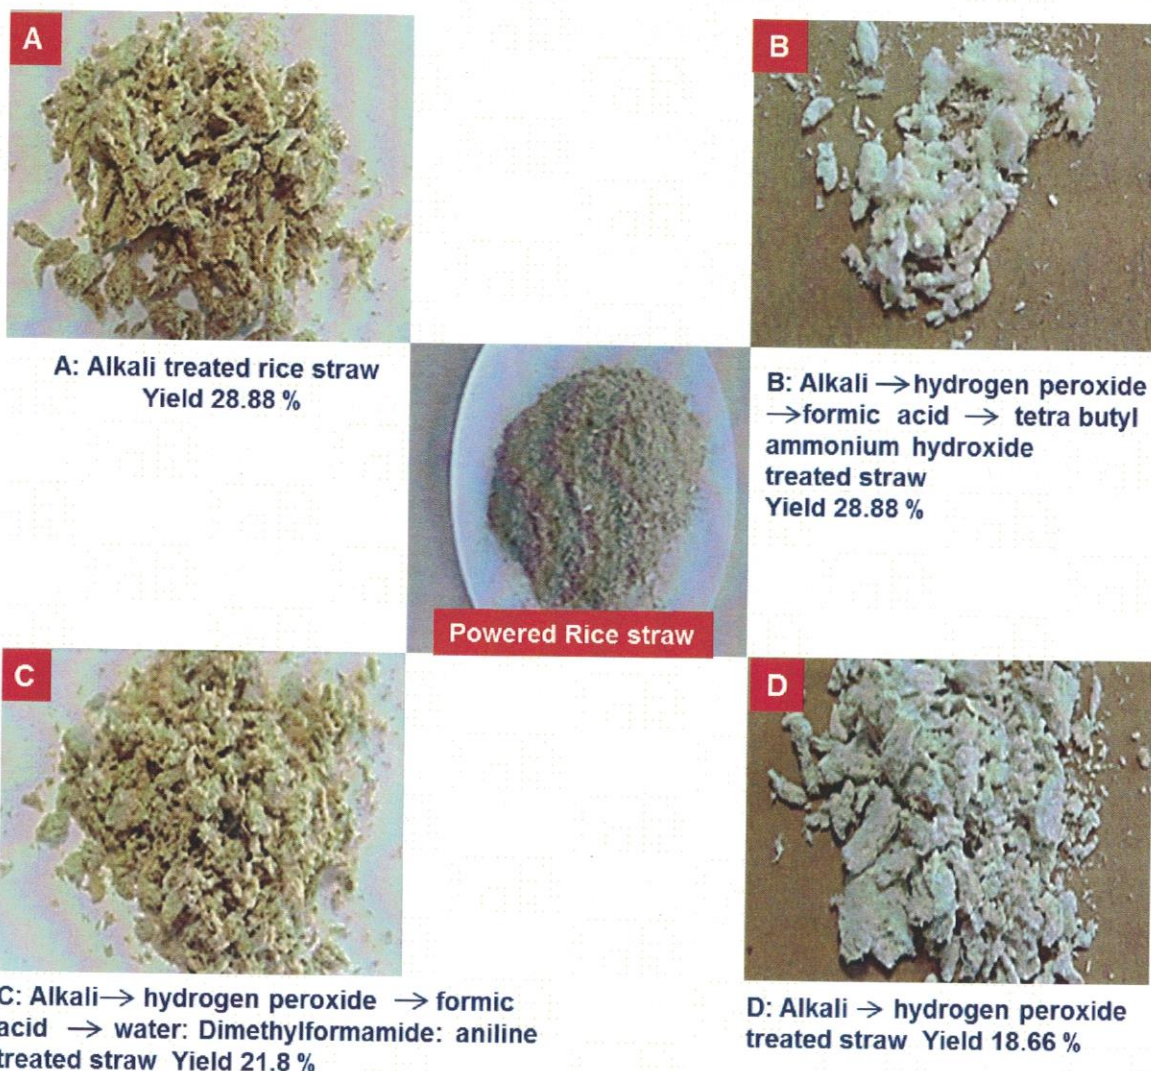 A
B
A: Alkali treated rice straw
Yield 28.88 %
B: Alkali → hydrogen peroxide
→ formic acid → tetra butyl
ammonium hydroxide
treated straw
Yield 28.88 %
Powered Rice straw
C
D
C: Alkali → hydrogen peroxide → formic
acid → water: Dimethylformamide: aniline
treated straw Yield 21.8 %
D: Alkali → hydrogen peroxide
treated straw Yield 18.66 %